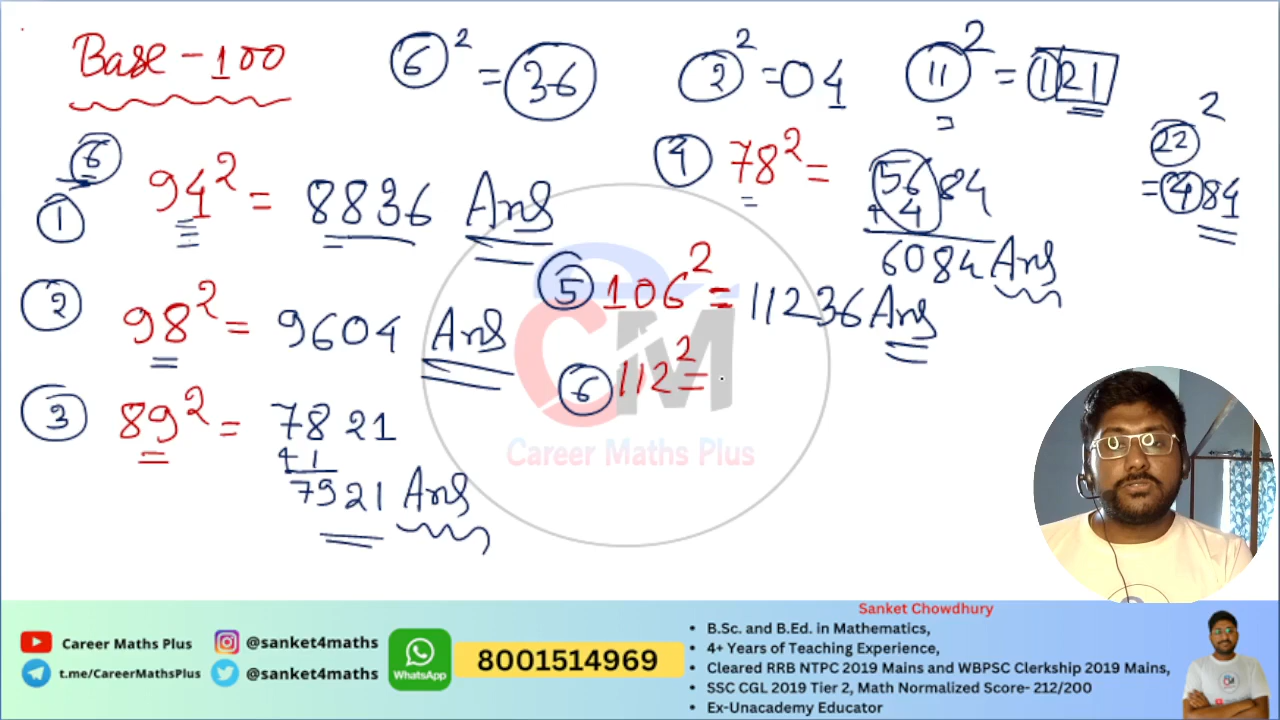 Base - 100
6² = 36
2² = 04
11² = 121
22²
= 484
① 94² = 8836 Ans
6
② 98² = 9604 Ans
③ 89² = 7821
+1
7921 Ans
④ 78² = 5684
+ 4
6084 Ans
⑤ 106² = 11236 Ans
⑥ 112² =
CM
Career Maths Plus
Career Maths Plus
@sanket4maths
t.me/CareerMathsPlus
@sanket4maths
WhatsApp
8001514969
Sanket Chowdhury
• B.Sc. and B.Ed. in Mathematics,
• 4+ Years of Teaching Experience,
• Cleared RRB NTPC 2019 Mains and WBPSC Clerkship 2019 Mains,
• SSC CGL 2019 Tier 2, Math Normalized Score- 212/200
• Ex-Unacademy Educator